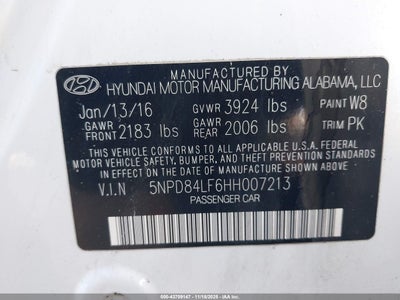 MANUFACTURED BY
HYUNDAI MOTOR MANUFACTURING ALABAMA, LLC
Jan/13/16 GVWR 3924 lbs PAINT W8
GAWR FRONT 2183 lbs GAWR REAR 2006 lbs TRIM PK
THIS VEHICLE CONFORMS TO ALL APPLICABLE U.S. FEDERAL
MOTOR VEHICLE SAFETY, BUMPER, AND THEFT PREVENTION STANDARDS
IN EFFECT ON THE DATE OF MANUFACTURE SHOWN ABOVE
V.I.N 5NPD84LF6HH007213
PASSENGER CAR
000-43709147 - 11/18/2025 - IAA Inc.